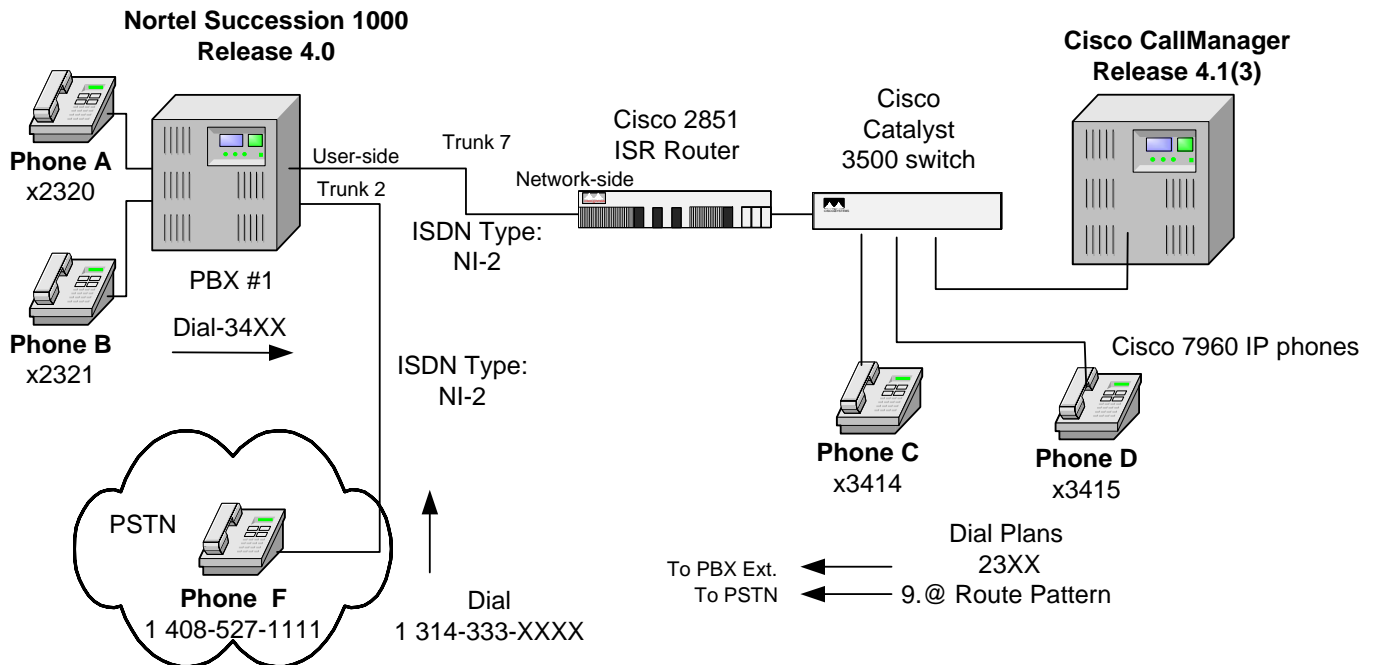 Nortel Succession 1000
Release 4.0
Cisco CallManager
Release 4.1(3)
Cisco
Catalyst
3500 switch
Cisco 2851
ISR Router
Phone A
x2320
User-side
Trunk 7
Trunk 2
Network-side
ISDN Type:
NI-2
PBX #1
Phone B
x2321
Dial-34XX
ISDN Type:
NI-2
Cisco 7960 IP phones
Phone C
x3414
Phone D
x3415
PSTN
Phone F
1 408-527-1111
Dial
1 314-333-XXXX
Dial Plans
To PBX Ext.
23XX
To PSTN
9.@ Route Pattern